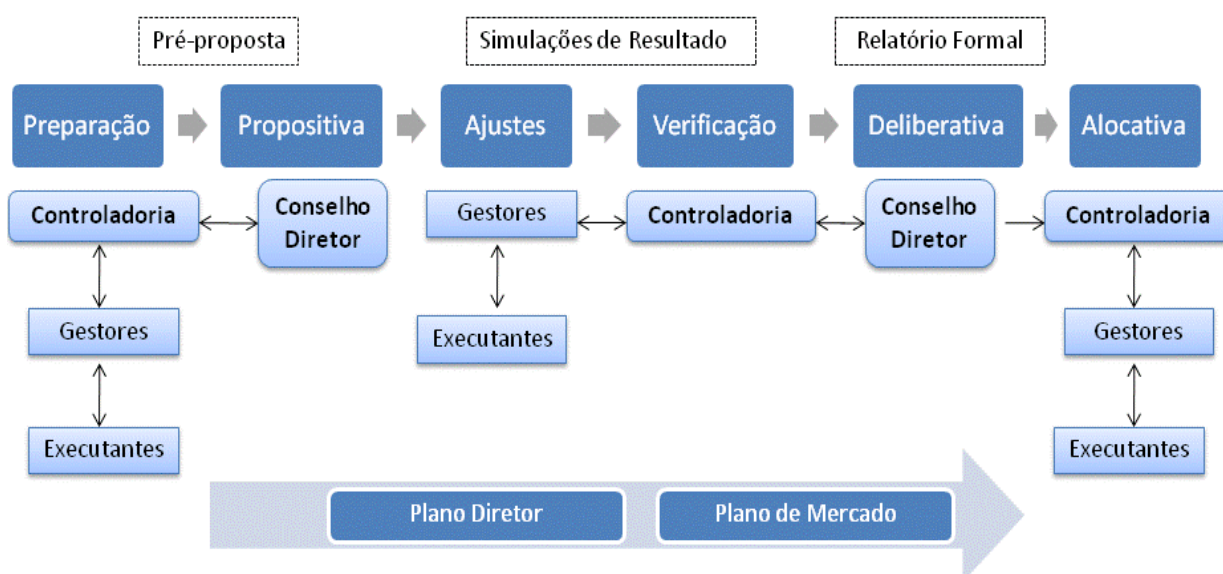 Pré-proposta
Simulações de Resultado
Relatório Formal
Preparação
Propositiva
Ajustes
Verificação
Deliberativa
Alocativa
Controladoria
Conselho
Diretor
Gestores
Controladoria
Conselho
Diretor
Controladoria
Gestores
Executantes
Gestores
Executantes
Executantes
Plano Diretor
Plano de Mercado